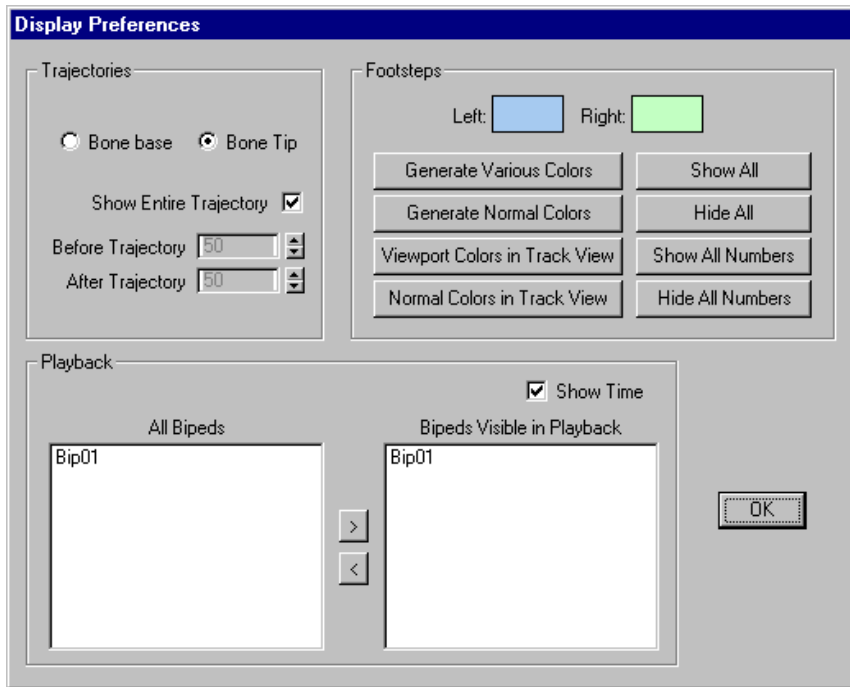 Display Preferences
Trajectories
Bone base Bone Tip
Show Entire Trajectory
Before Trajectory 50
After Trajectory 50
Footsteps
Left: Right:
Generate Various Colors Show All
Generate Normal Colors Hide All
Viewport Colors in Track View Show All Numbers
Normal Colors in Track View Hide All Numbers
Playback
Show Time
All Bipeds Bipeds Visible in Playback
Bip01 Bip01
>
<
OK